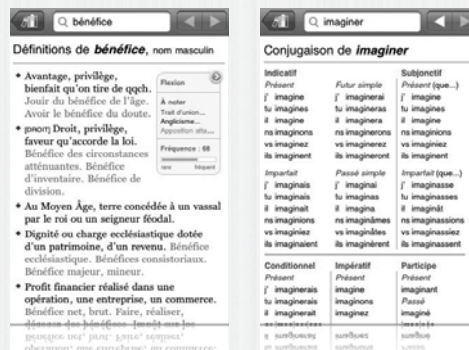 bénéfice
Définitions de bénéfice, nom masculin
Avantage, privilège,
bienfait qu'on tire de qqch.
Jouir du bénéfice de l'âge.
Avoir le bénéfice du doute.
DROIT Droit, privilège,
faveur qu'accorde la loi.
Bénéfice des circonstances
atténuantes. Bénéfice
d'inventaire. Bénéfice de
division.
Au Moyen Âge, terre concédée à un vassal
par le roi ou un seigneur féodal.
Dignité ou charge ecclésiastique dotée
d'un patrimoine, d'un revenu. Bénéfice
ecclésiastique. Bénéfices consistoriaux.
Bénéfice majeur, mineur.
Profit financier réalisé dans une
opération, une entreprise, un commerce.
Bénéfice net, brut. Faire, réaliser,
Flexion
À noter
Trait d'union...
Anglicisme...
Apposition atta...
Fréquence : 68
rare fréquent
imaginer
Conjugaison de imaginer
Indicatif Subjonctif
Présent Futur simple Présent (que...)
j' imagine j' imaginerai j' imagine
tu imagines tu imagineras tu imagines
il imagine il imaginera il imagine
ns imaginons ns imaginerons ns imaginions
vs imaginez vs imaginerez vs imaginiez
ils imaginent ils imagineront ils imaginent
Imparfait Passé simple Imparfait (que...)
j' imaginais j' imaginai j' imaginasse
tu imaginais tu imaginas tu imaginasses
il imaginait il imagina il imaginât
ns imaginions ns imaginâmes ns imaginassions
vs imaginiez vs imaginâtes vs imaginassiez
ils imaginaient ils imaginèrent ils imaginassent
Conditionnel Impératif Participe
Présent Présent Présent
j' imaginerais imagine imaginant
tu imaginerais imaginons Passé
il imaginerait imaginez imaginé